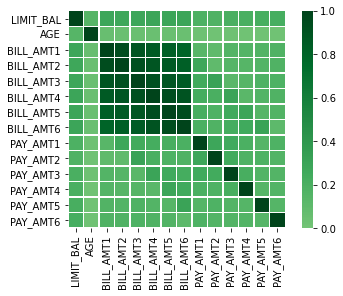 LIMIT_BAL
AGE
BILL_AMT1
BILL_AMT2
BILL_AMT3
BILL_AMT4
BILL_AMT5
BILL_AMT6
PAY_AMT1
PAY_AMT2
PAY_AMT3
PAY_AMT4
PAY_AMT5
PAY_AMT6
LIMIT_BAL
AGE
BILL_AMT1
BILL_AMT2
BILL_AMT3
BILL_AMT4
BILL_AMT5
BILL_AMT6
PAY_AMT1
PAY_AMT2
PAY_AMT3
PAY_AMT4
PAY_AMT5
PAY_AMT6
1.0
0.8
0.6
0.4
0.2
0.0